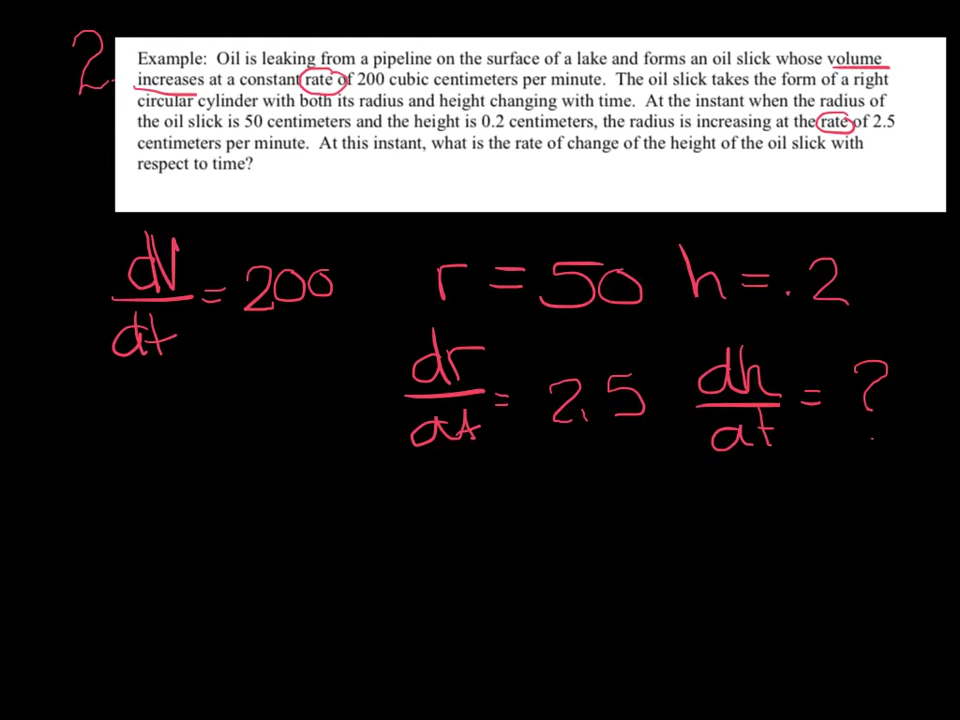 2.
Example: Oil is leaking from a pipeline on the surface of a lake and forms an oil slick whose volume
increases at a constant rate of 200 cubic centimeters per minute. The oil slick takes the form of a right
circular cylinder with both its radius and height changing with time. At the instant when the radius of
the oil slick is 50 centimeters and the height is 0.2 centimeters, the radius is increasing at the rate of 2.5
centimeters per minute. At this instant, what is the rate of change of the height of the oil slick with
respect to time?
dV/dt = 200 r = 50 h = .2
dr/dt = 2.5 dh/dt = ?